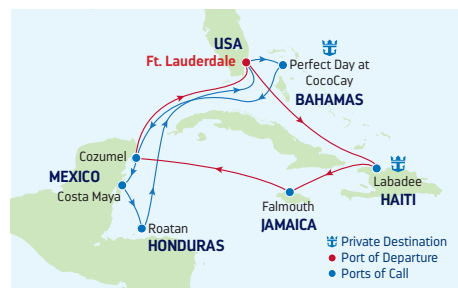 USA
Ft. Lauderdale
Perfect Day at
CocoCay
BAHAMAS
Cozumel
MEXICO
Costa Maya
Labadee
HAITI
Falmouth
JAMAICA
Roatan
HONDURAS
Private Destination
Port of Departure
Ports of Call